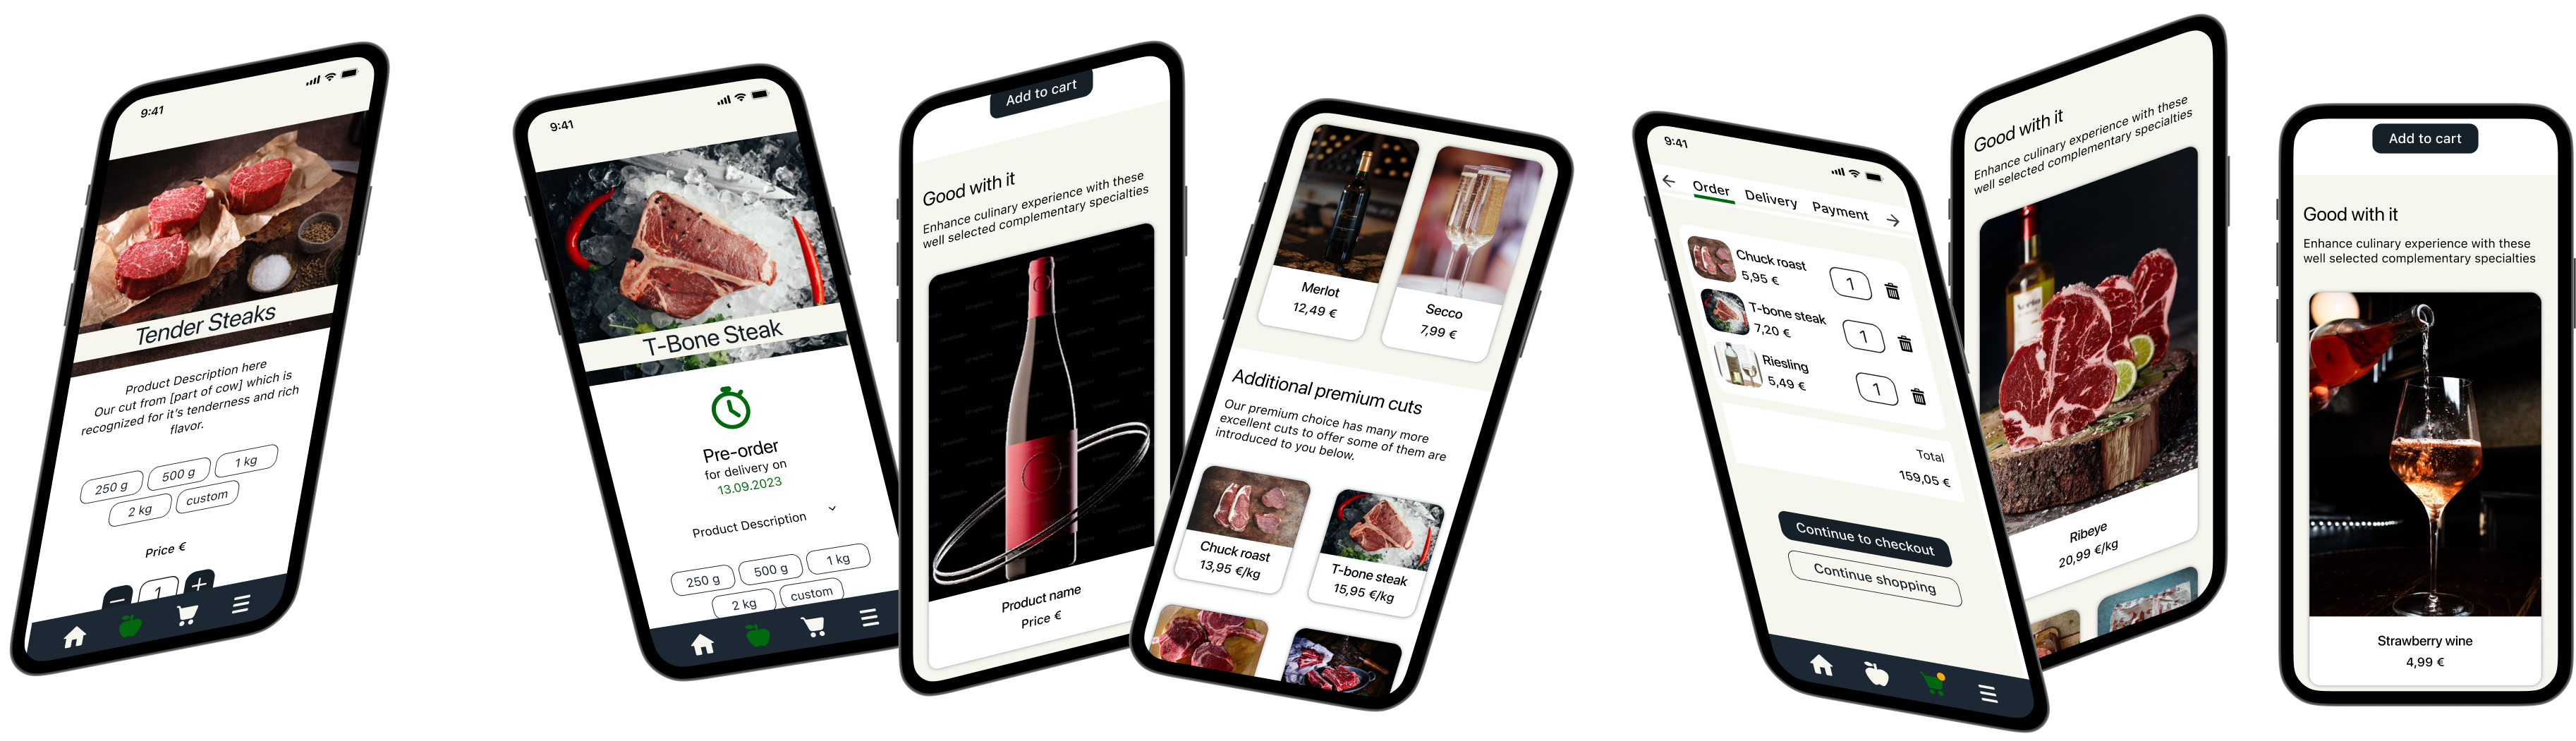 9:41
Tender Steaks
Product Description here
Our cut from [part of cow] which is
recognized for it's tenderness and rich
flavor.
250 g
500 g
1 kg
2 kg
custom
Price €
1
9:41
T-Bone Steak
Pre-order
for delivery on
13.09.2023
Product Description
250 g
500 g
1 kg
2 kg
custom
Add to cart
Good with it
Enhance culinary experience with these
well selected complementary specialties
Product name
Price €
Merlot
12,49 €
Secco
7,99 €
Additional premium cuts
Our premium choice has many more
excellent cuts to offer some of them are
introduced to you below.
Chuck roast
13,95 €/kg
T-bone steak
15,95 €/kg
9:41
Order
Delivery
Payment
Chuck roast
5,95 €
1
T-bone steak
7,20 €
1
Riesling
5,49 €
1
Total
159,05 €
Continue to checkout
Continue shopping
Good with it
Enhance culinary experience with these
well selected complementary specialties
Ribeye
20,99 €/kg
Add to cart
Good with it
Enhance culinary experience with these
well selected complementary specialties
Strawberry wine
4,99 €